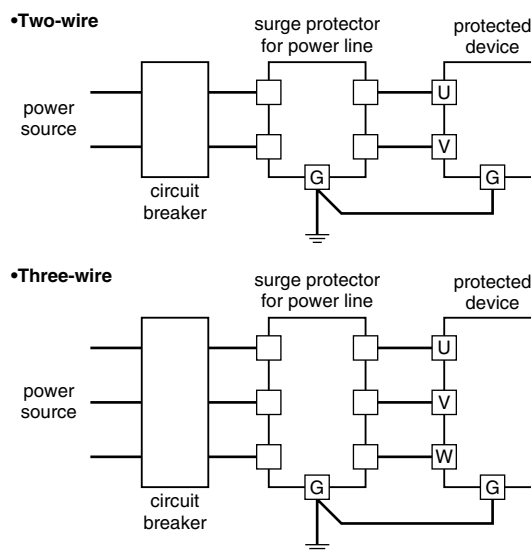 •Two-wire
surge protector
for power line
protected
device
power
source
U
V
G
G
circuit
breaker
•Three-wire
surge protector
for power line
protected
device
power
source
U
V
W
G
G
circuit
breaker